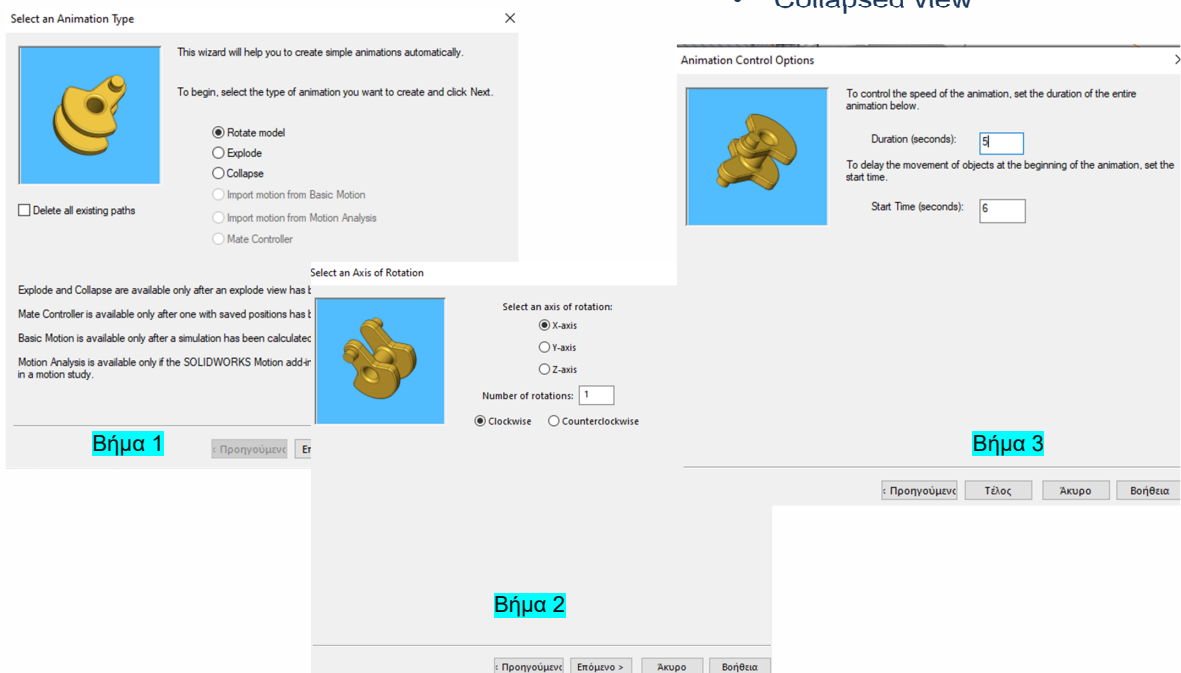 • Collapsed view
Select an Animation Type
This wizard will help you to create simple animations automatically.
To begin, select the type of animation you want to create and click Next.
Rotate model
Explode
Collapse
Import motion from Basic Motion
Import motion from Motion Analysis
Mate Controller
Delete all existing paths
Explode and Collapse are available only after an explode view has
Mate Controller is available only after one with saved positions has
Basic Motion is available only after a simulation has been calculated
Motion Analysis is available only if the SOLIDWORKS Motion add-in
in a motion study.
Βήμα 1
< Προηγούμενο
Select an Axis of Rotation
Select an axis of rotation:
X-axis
Y-axis
Z-axis
Number of rotations: 1
Clockwise Counterclockwise
Βήμα 2
< Προηγούμενο Επόμενο > Άκυρο Βοήθεια
Animation Control Options
To control the speed of the animation, set the duration of the entire
animation below.
Duration (seconds): 5
To delay the movement of objects at the beginning of the animation, set the
start time.
Start Time (seconds): 6
Βήμα 3
< Προηγούμενο Τέλος Άκυρο Βοήθεια